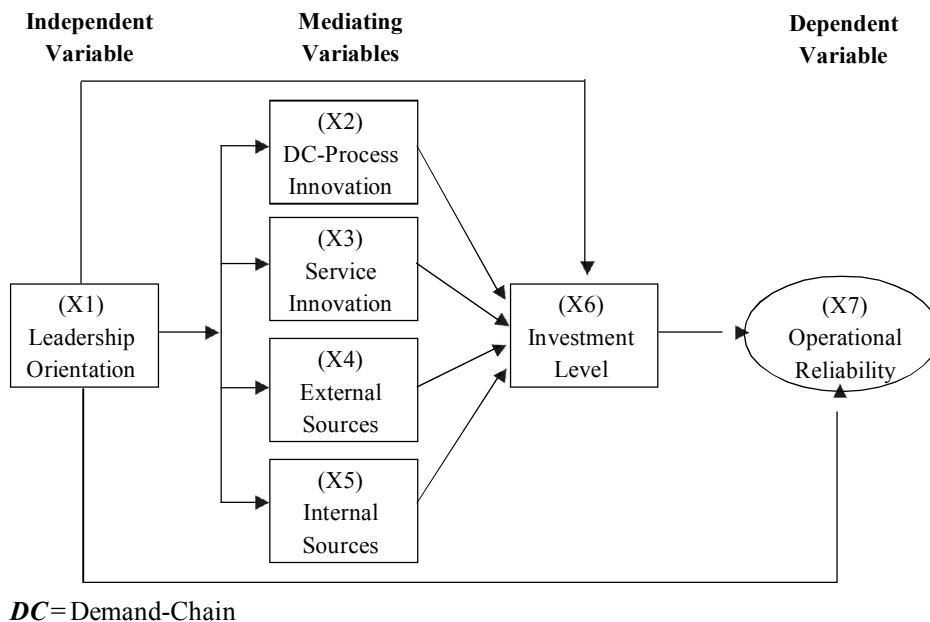 Independent
Variable
Mediating
Variables
Dependent
Variable
(X2)
DC-Process
Innovation
(X3)
Service
Innovation
(X1)
Leadership
Orientation
(X4)
External
Sources
(X5)
Internal
Sources
(X6)
Investment
Level
(X7)
Operational
Reliability
DC= Demand-Chain